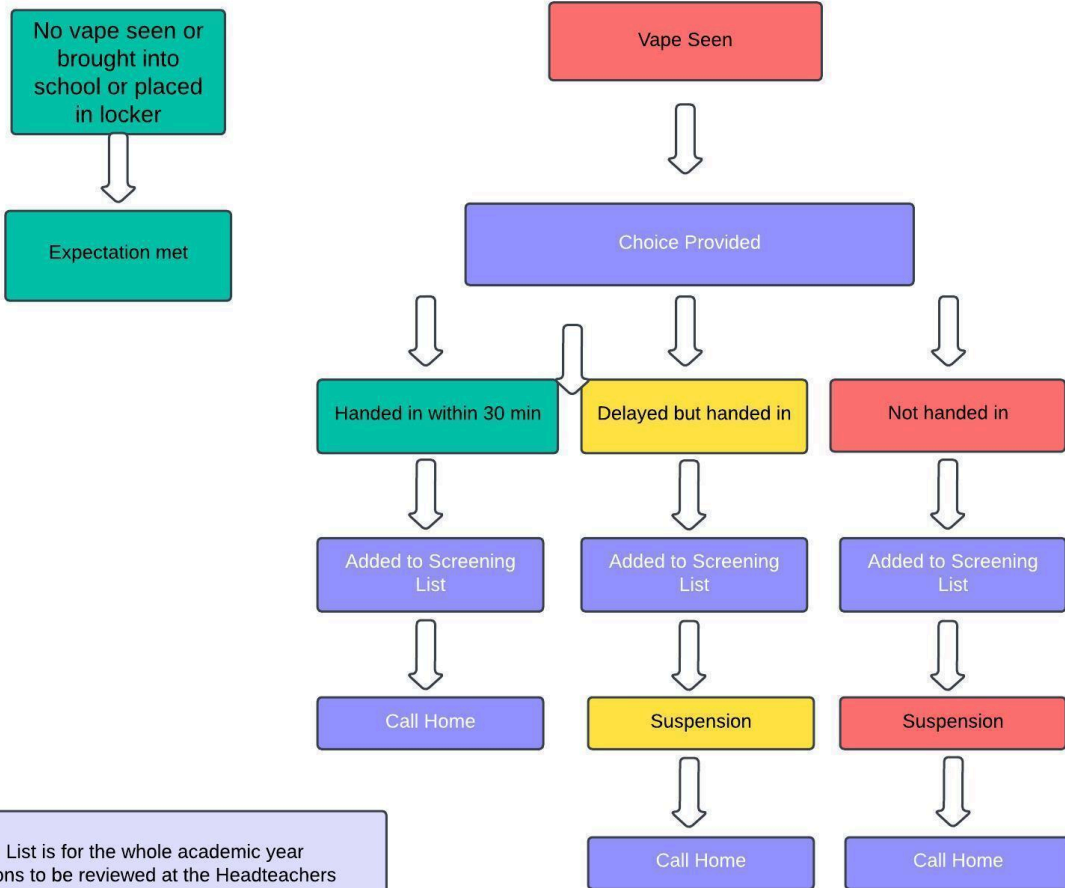 No vape seen or
brought into
school or placed
in locker
Expectation met
Vape Seen
Choice Provided
Handed in within 30 min
Delayed but handed in
Not handed in
Added to Screening
List
Added to Screening
List
Added to Screening
List
Call Home
Suspension
Suspension
Call Home
Call Home
List is for the whole academic year
to be reviewed at the Headteachers